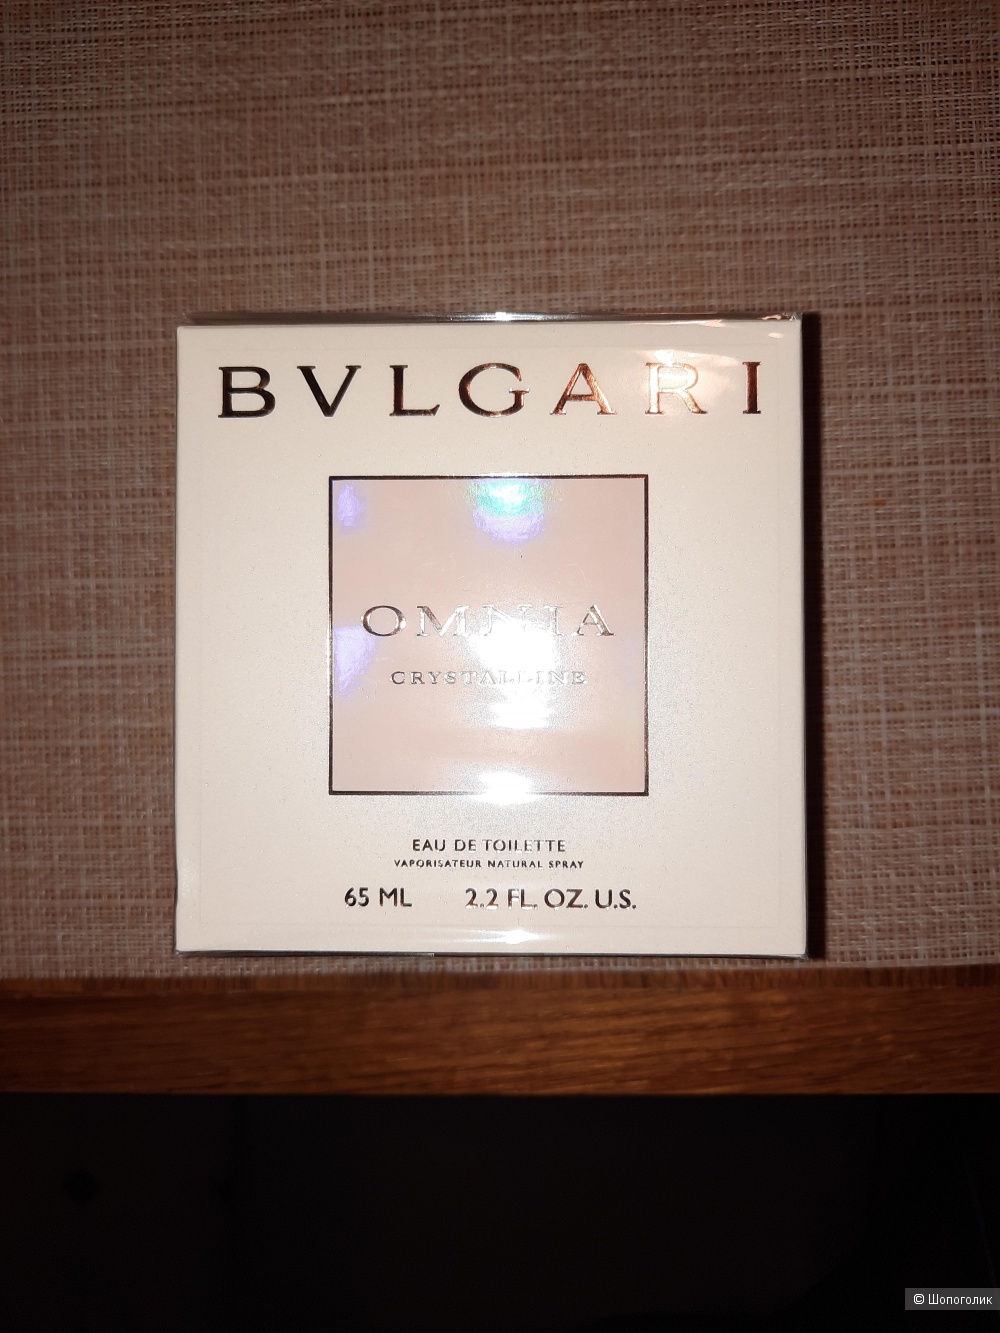 BVLGARI
OMNIA
CRYSTALLINE
EAU DE TOILETTE
VAPORISATEUR NATURAL SPRAY
65 ML 2.2 FL. OZ. U.S.
© Шопоголик